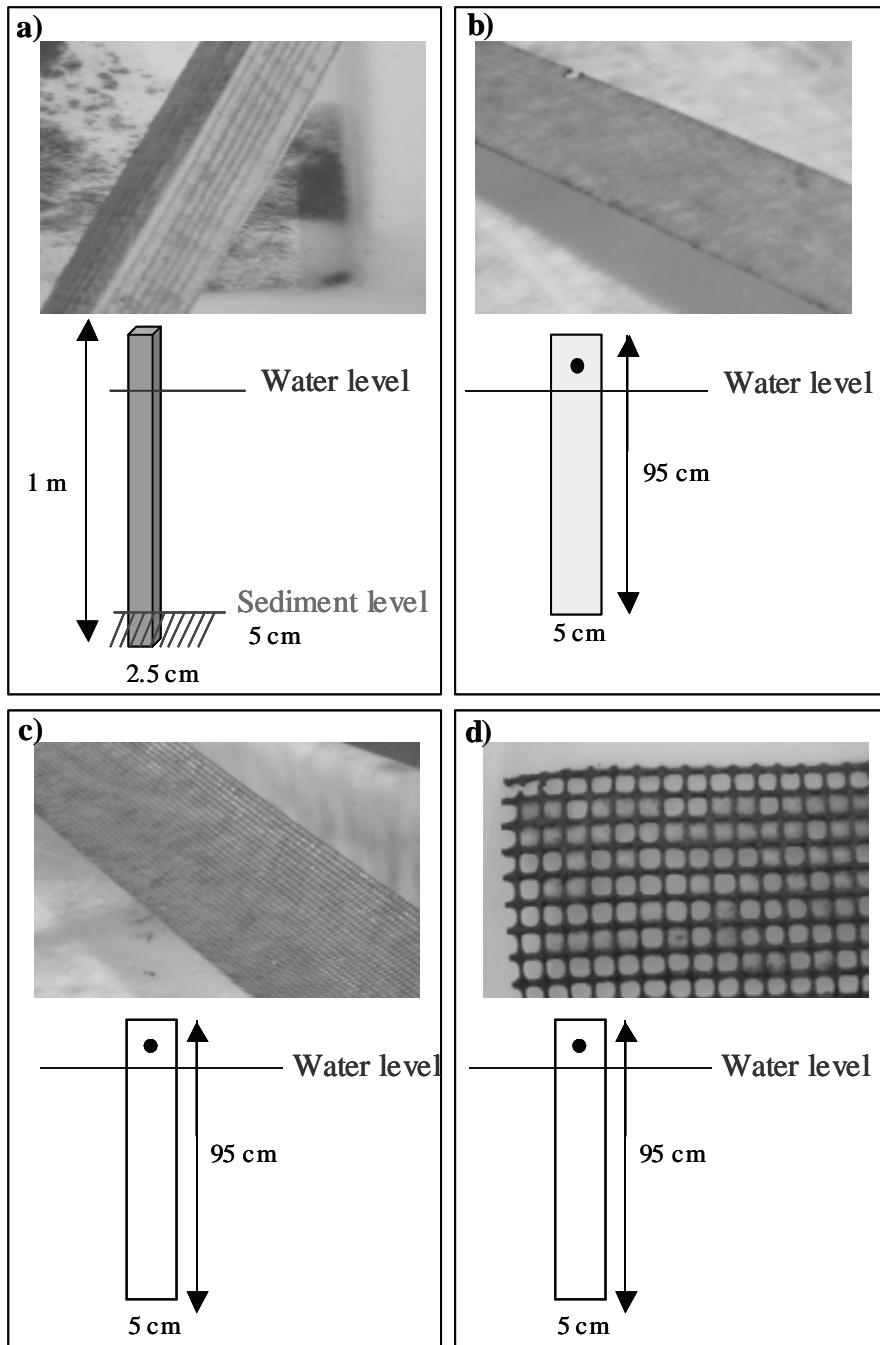 a)
Water level
1 m
Sediment level
5 cm
2.5 cm
b)
Water level
95 cm
5 cm
c)
Water level
95 cm
5 cm
d)
Water level
95 cm
5 cm